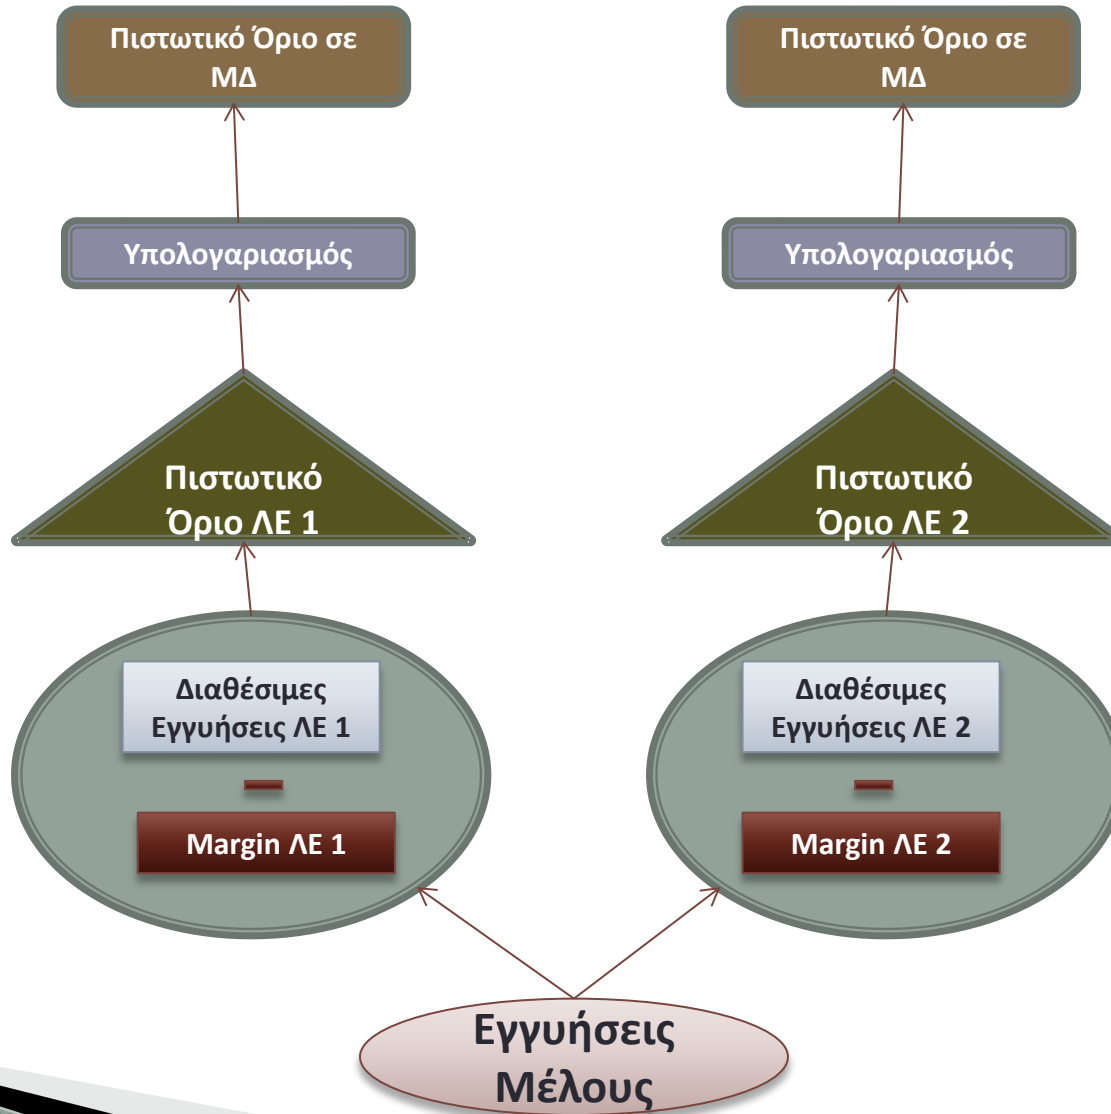 Πιστωτικό Όριο σε
ΜΔ
Πιστωτικό Όριο σε
ΜΔ
Υπολογαριασμός
Υπολογαριασμός
Πιστωτικό
Όριο ΛΕ 1
Πιστωτικό
Όριο ΛΕ 2
Διαθέσιμες
Εγγυήσεις ΛΕ 1
Διαθέσιμες
Εγγυήσεις ΛΕ 2
Margin ΛΕ 1
Margin ΛΕ 2
Εγγυήσεις
Μέλους